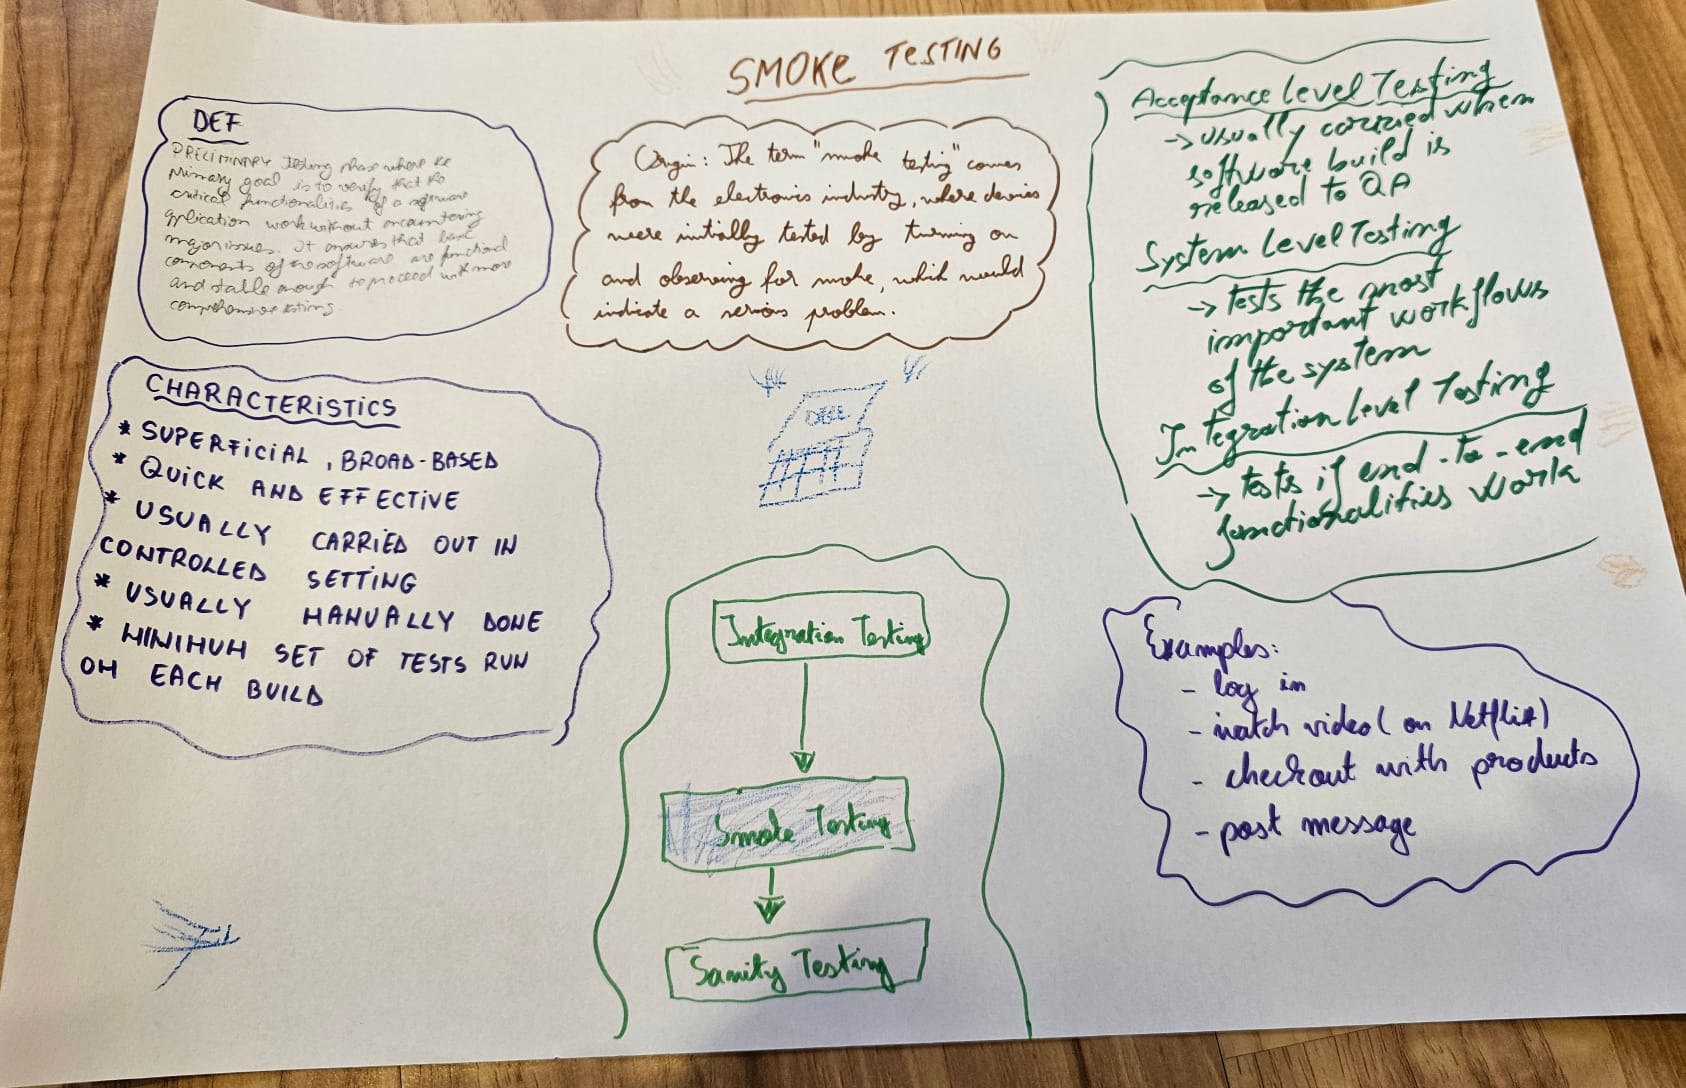 SMOKE TESTING
DEF
PRELIMINARY testing phase where the
primary goal is to verify that the
critical functionalities of a software
application work without encountering
major issues. It ensures that basic
components of the software are functional
and stable enough to proceed with more
comprehensive testing.
Origin: The term "smoke testing" comes
from the electronics industry, where devices
were initially tested by turning on
and observing for smoke, which would
indicate a serious problem.
Acceptance Level Testing
-> usually carried when
software build is
released to QA
System Level Testing
-> tests the most
important workflows
of the system
Integration Level Testing
-> tests if end-to-end
functionalities work
CHARACTERISTICS
* SUPERFICIAL, BROAD-BASED
* QUICK AND EFFECTIVE
* USUALLY CARRIED OUT IN
CONTROLLED SETTING
* USUALLY MANUALLY DONE
* MINIMUM SET OF TESTS RUN
ON EACH BUILD
DELL
Integration Testing
Smoke Testing
Sanity Testing
Examples:
- log in
- watch video (on Netflix)
- checkout with products
- post message